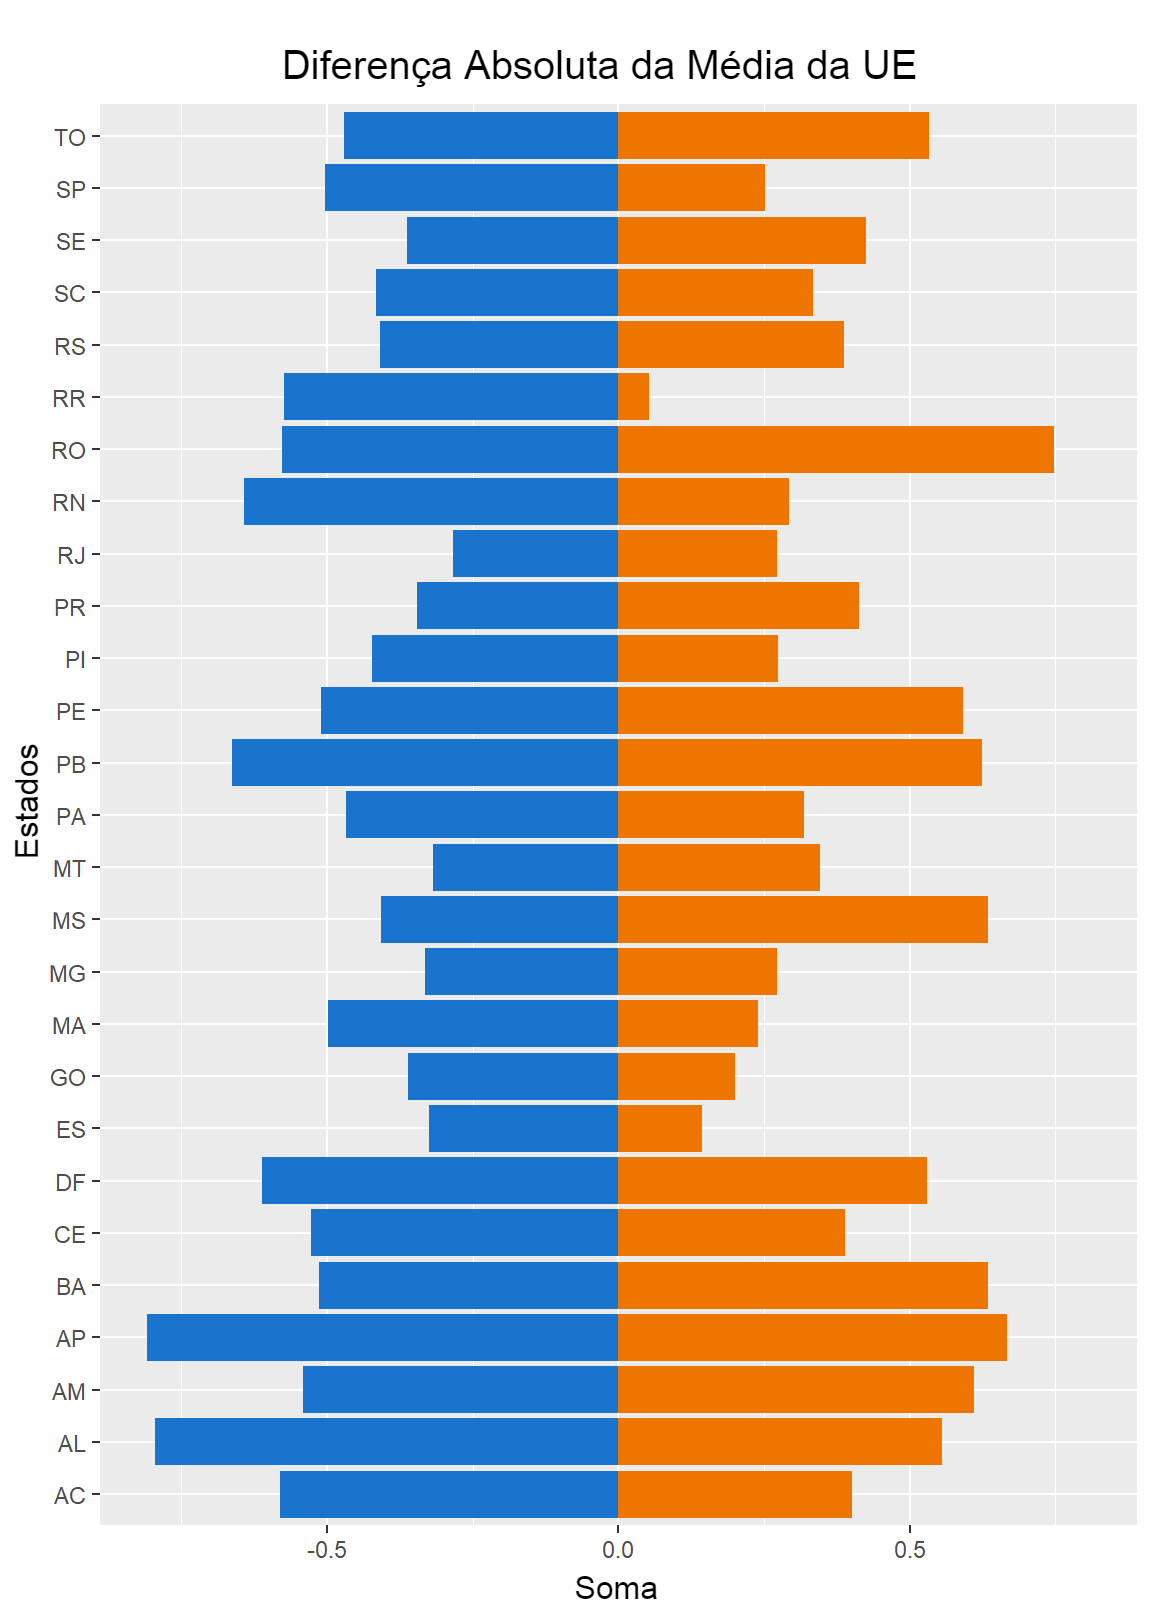 Diferença Absoluta da Média da UE
TO
SP
SE
SC
RS
RR
RO
RN
RJ
PR
PI
PE
PB
PA
MT
MS
MG
MA
GO
ES
DF
CE
BA
AP
AM
AL
AC
Estados
-0.5 0.0 0.5
Soma